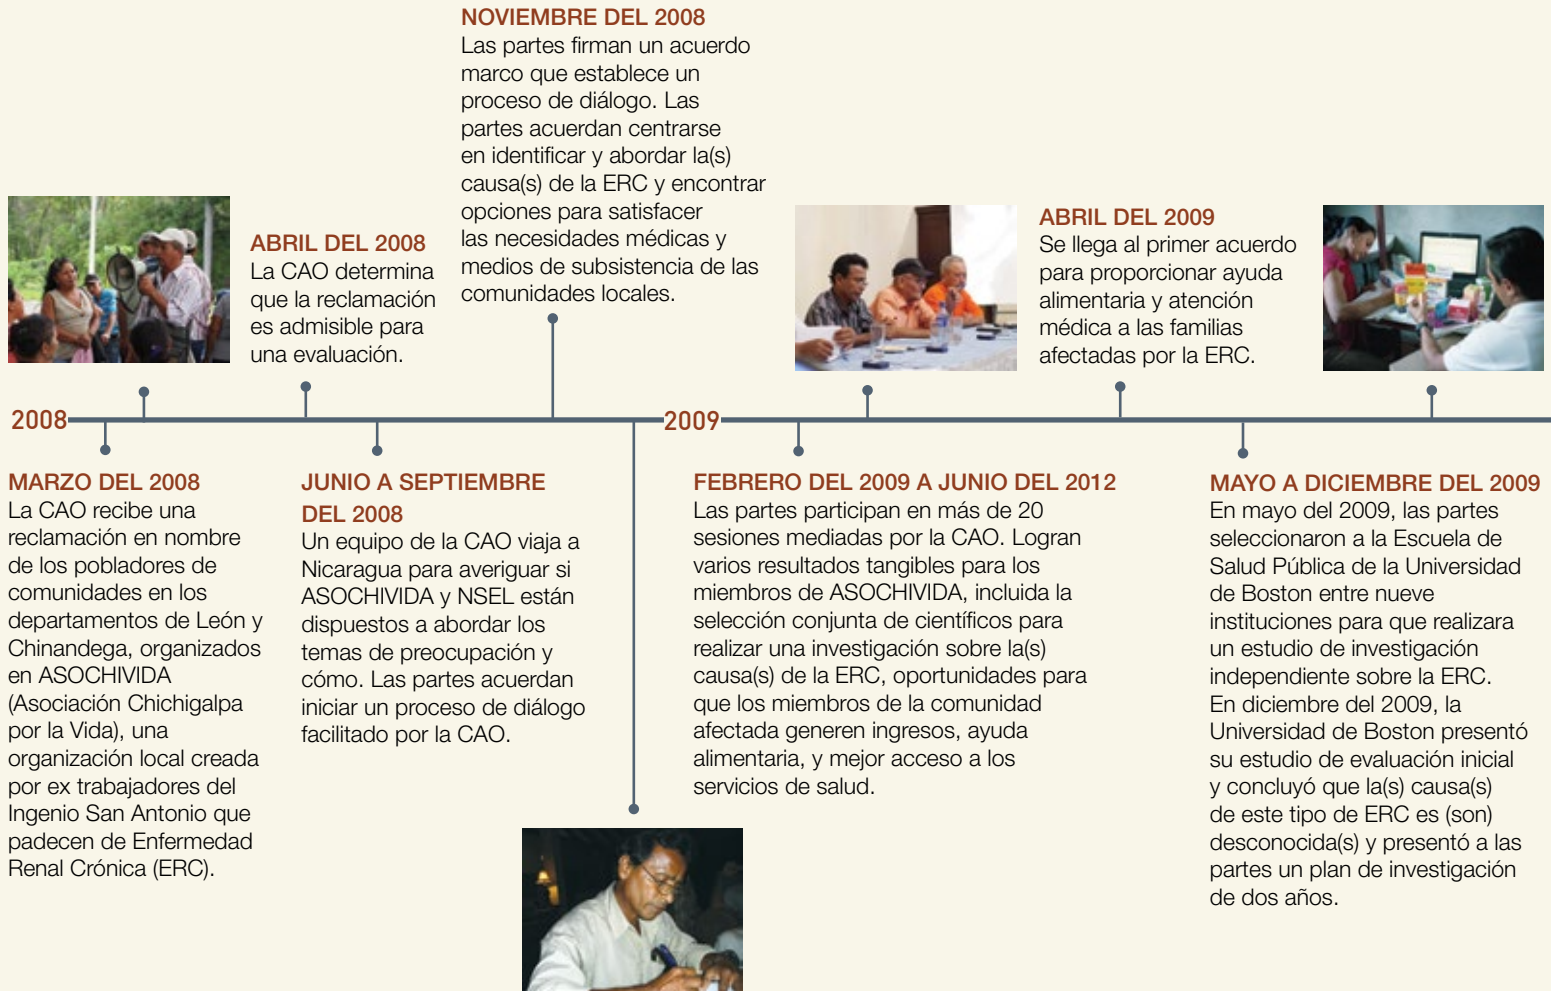 NOVIEMBRE DEL 2008
Las partes firman un acuerdo
marco que establece un
proceso de diálogo. Las
partes acuerdan centrarse
en identificar y abordar la(s)
causa(s) de la ERC y encontrar
opciones para satisfacer
las necesidades médicas y
medios de subsistencia de las
comunidades locales.
ABRIL DEL 2008
La CAO determina
que la reclamación
es admisible para
una evaluación.
ABRIL DEL 2009
Se llega al primer acuerdo
para proporcionar ayuda
alimentaria y atención
médica a las familias
afectadas por la ERC.
2008
2009
MARZO DEL 2008
La CAO recibe una
reclamación en nombre
de los pobladores de
comunidades en los
departamentos de León y
Chinandega, organizados
en ASOCHIVIDA
(Asociación Chichigalpa
por la Vida), una
organización local creada
por ex trabajadores del
Ingenio San Antonio que
padecen de Enfermedad
Renal Crónica (ERC).
JUNIO A SEPTIEMBRE
DEL 2008
Un equipo de la CAO viaja a
Nicaragua para averiguar si
ASOCHIVIDA y NSEL están
dispuestos a abordar los
temas de preocupación y
cómo. Las partes acuerdan
iniciar un proceso de diálogo
facilitado por la CAO.
FEBRERO DEL 2009 A JUNIO DEL 2012
Las partes participan en más de 20
sesiones mediadas por la CAO. Logran
varios resultados tangibles para los
miembros de ASOCHIVIDA, incluida la
selección conjunta de científicos para
realizar una investigación sobre la(s)
causa(s) de la ERC, oportunidades para
que los miembros de la comunidad
afectada generen ingresos, ayuda
alimentaria, y mejor acceso a los
servicios de salud.
MAYO A DICIEMBRE DEL 2009
En mayo del 2009, las partes
seleccionaron a la Escuela de
Salud Pública de la Universidad
de Boston entre nueve
instituciones para que realizara
un estudio de investigación
independiente sobre la ERC.
En diciembre del 2009, la
Universidad de Boston presentó
su estudio de evaluación inicial
y concluyó que la(s) causa(s)
de este tipo de ERC es (son)
desconocida(s) y presentó a las
partes un plan de investigación
de dos años.